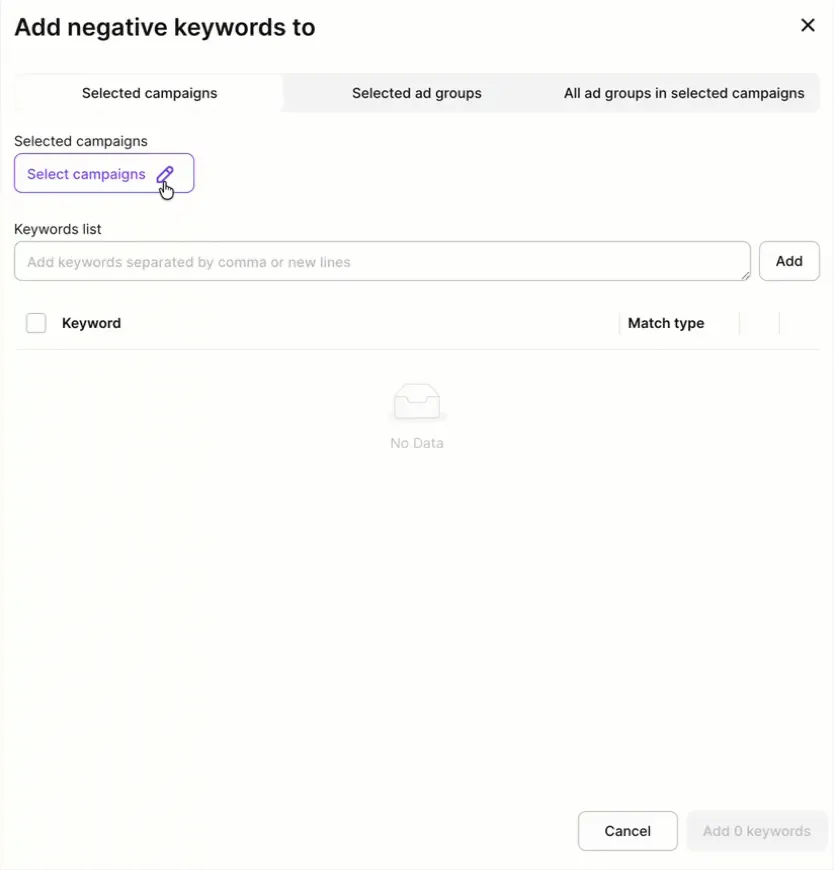 Add negative keywords to
Selected campaigns
Selected ad groups
All ad groups in selected campaigns
Selected campaigns
Select campaigns
Keywords list
Add keywords separated by comma or new lines
Add
Keyword
Match type
No Data
Cancel
Add 0 keywords